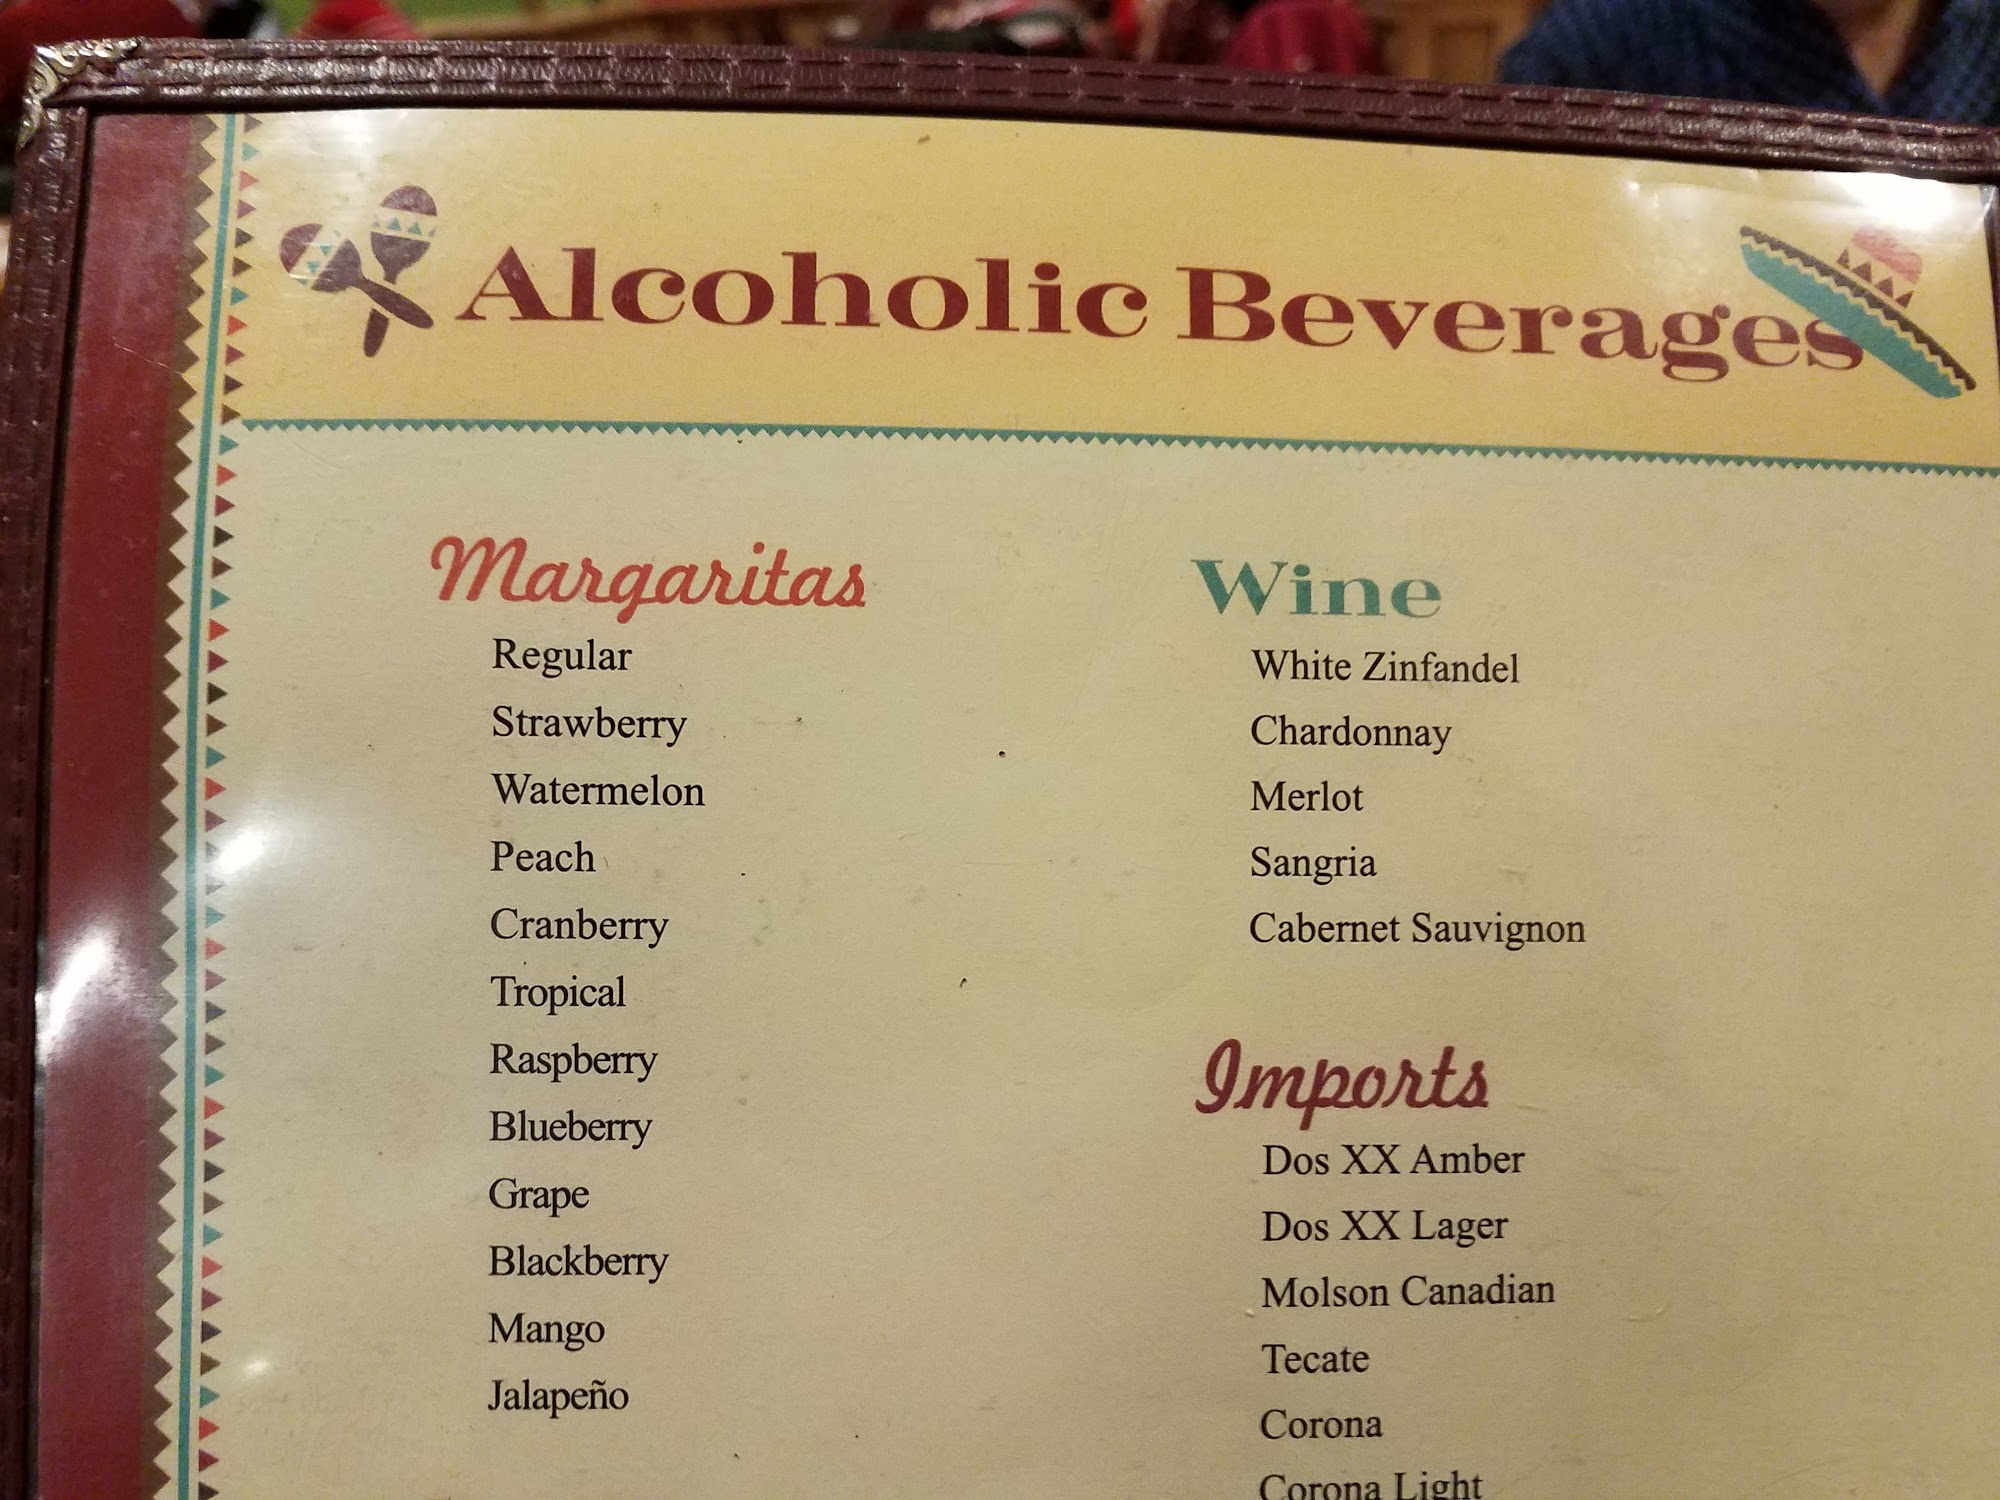 Alcoholic Beverages
Margaritas
Regular
Strawberry
Watermelon
Peach
Cranberry
Tropical
Raspberry
Blueberry
Grape
Blackberry
Mango
Jalapeño
Wine
White Zinfandel
Chardonnay
Merlot
Sangria
Cabernet Sauvignon
Imports
Dos XX Amber
Dos XX Lager
Molson Canadian
Tecate
Corona
Corona Light